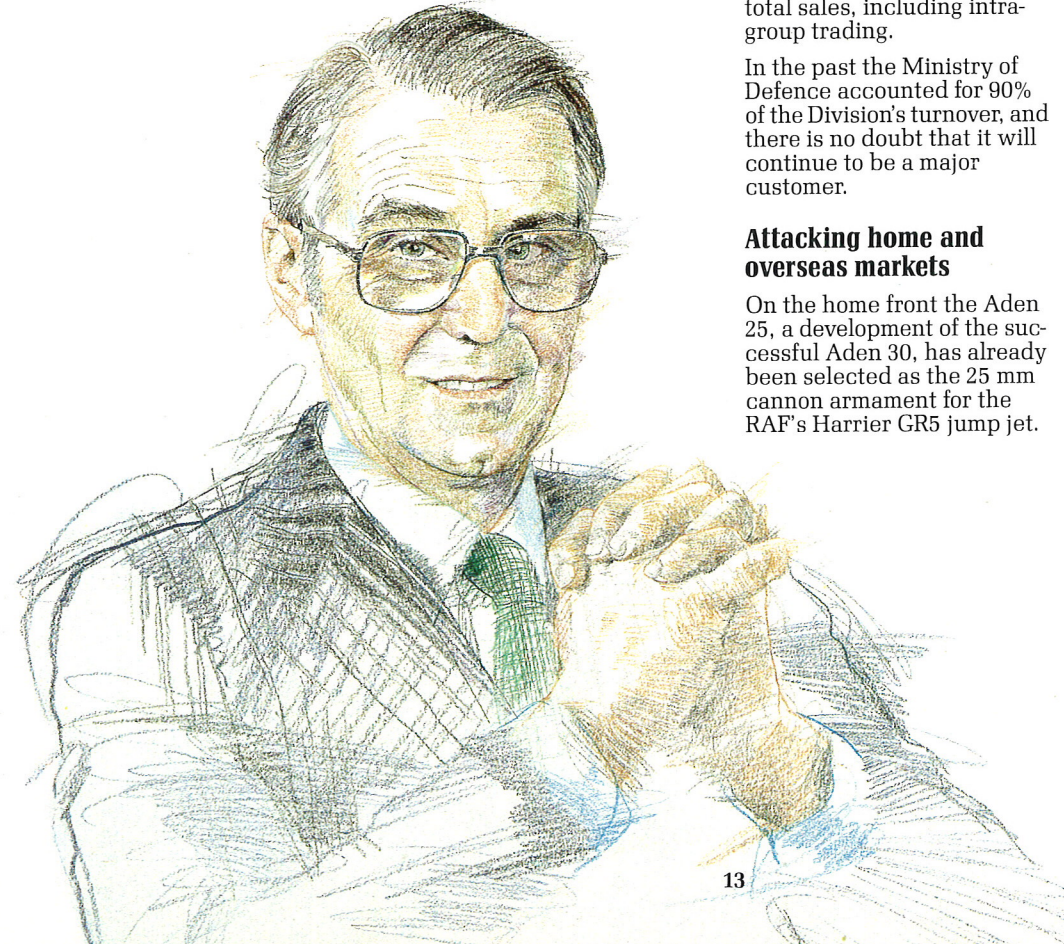 total sales, including intra-
group trading.
In the past the Ministry of
Defence accounted for 90%
of the Division's turnover, and
there is no doubt that it will
continue to be a major
customer.
Attacking home and
overseas markets
On the home front the Aden
25, a development of the suc-
cessful Aden 30, has already
been selected as the 25 mm
cannon armament for the
RAF's Harrier GR5 jump jet.
13